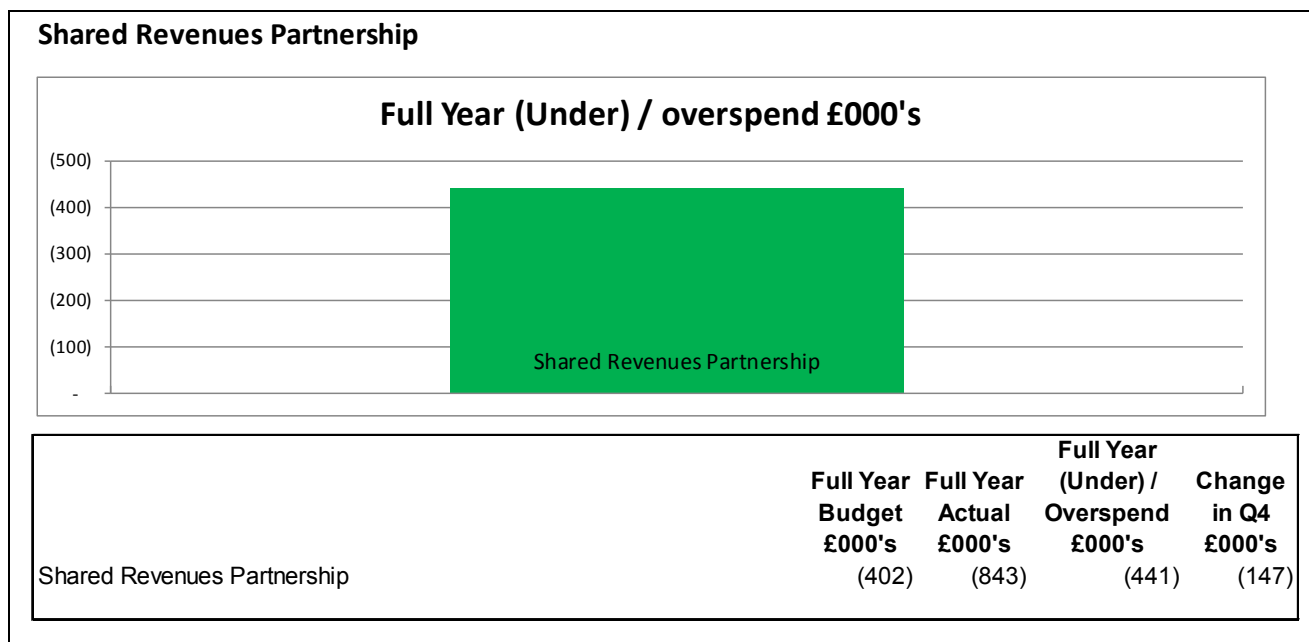 Shared Revenues Partnership
Full Year (Under) / overspend £000's
(500)
(400)
(300)
(200)
(100)
-
Shared Revenues Partnership
Full Year
Full Year Full Year (Under) / Change
Budget Actual Overspend in Q4
£000's £000's £000's £000's
Shared Revenues Partnership (402) (843) (441) (147)